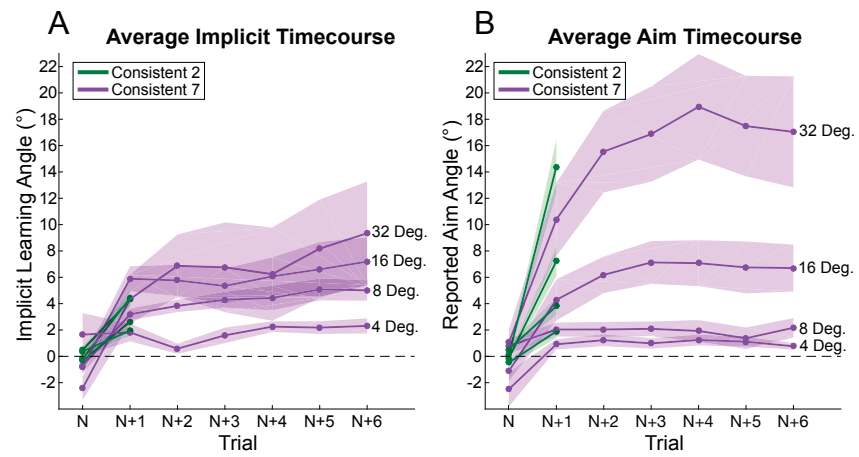 A
Average Implicit Timecourse
Consistent 2
Consistent 7
Implicit Learning Angle (°)
22
20
18
16
14
12
10
8
6
4
2
0
-2
32 Deg.
16 Deg.
8 Deg.
4 Deg.
N N+1 N+2 N+3 N+4 N+5 N+6
Trial
B
Average Aim Timecourse
Consistent 2
Consistent 7
Reported Aim Angle (°)
22
20
18
16
14
12
10
8
6
4
2
0
-2
32 Deg.
16 Deg.
8 Deg.
4 Deg.
N N+1 N+2 N+3 N+4 N+5 N+6
Trial